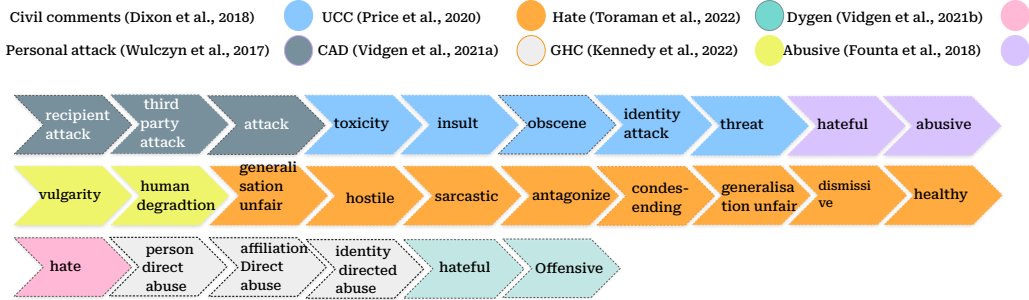 Civil comments (Dixon et al., 2018) UCC (Price et al., 2020) Hate (Toraman et al., 2022) Dygen (Vidgen et al., 2021b)
Personal attack (Wulczyn et al., 2017) CAD (Vidgen et al., 2021a) GHC (Kennedy et al., 2022) Abusive (Founta et al., 2018)
recipient
attack
third
party
attack
attack
toxicity
insult
obscene
identity
attack
threat
hateful
abusive
vulgarity
human
degradtion
generali
sation
unfair
hostile
sarcastic
antagonize
condes-
ending
generalisa
tion unfair
dismissi
ve
healthy
hate
person
direct
abuse
affiliation
Direct
abuse
identity
directed
abuse
hateful
Offensive